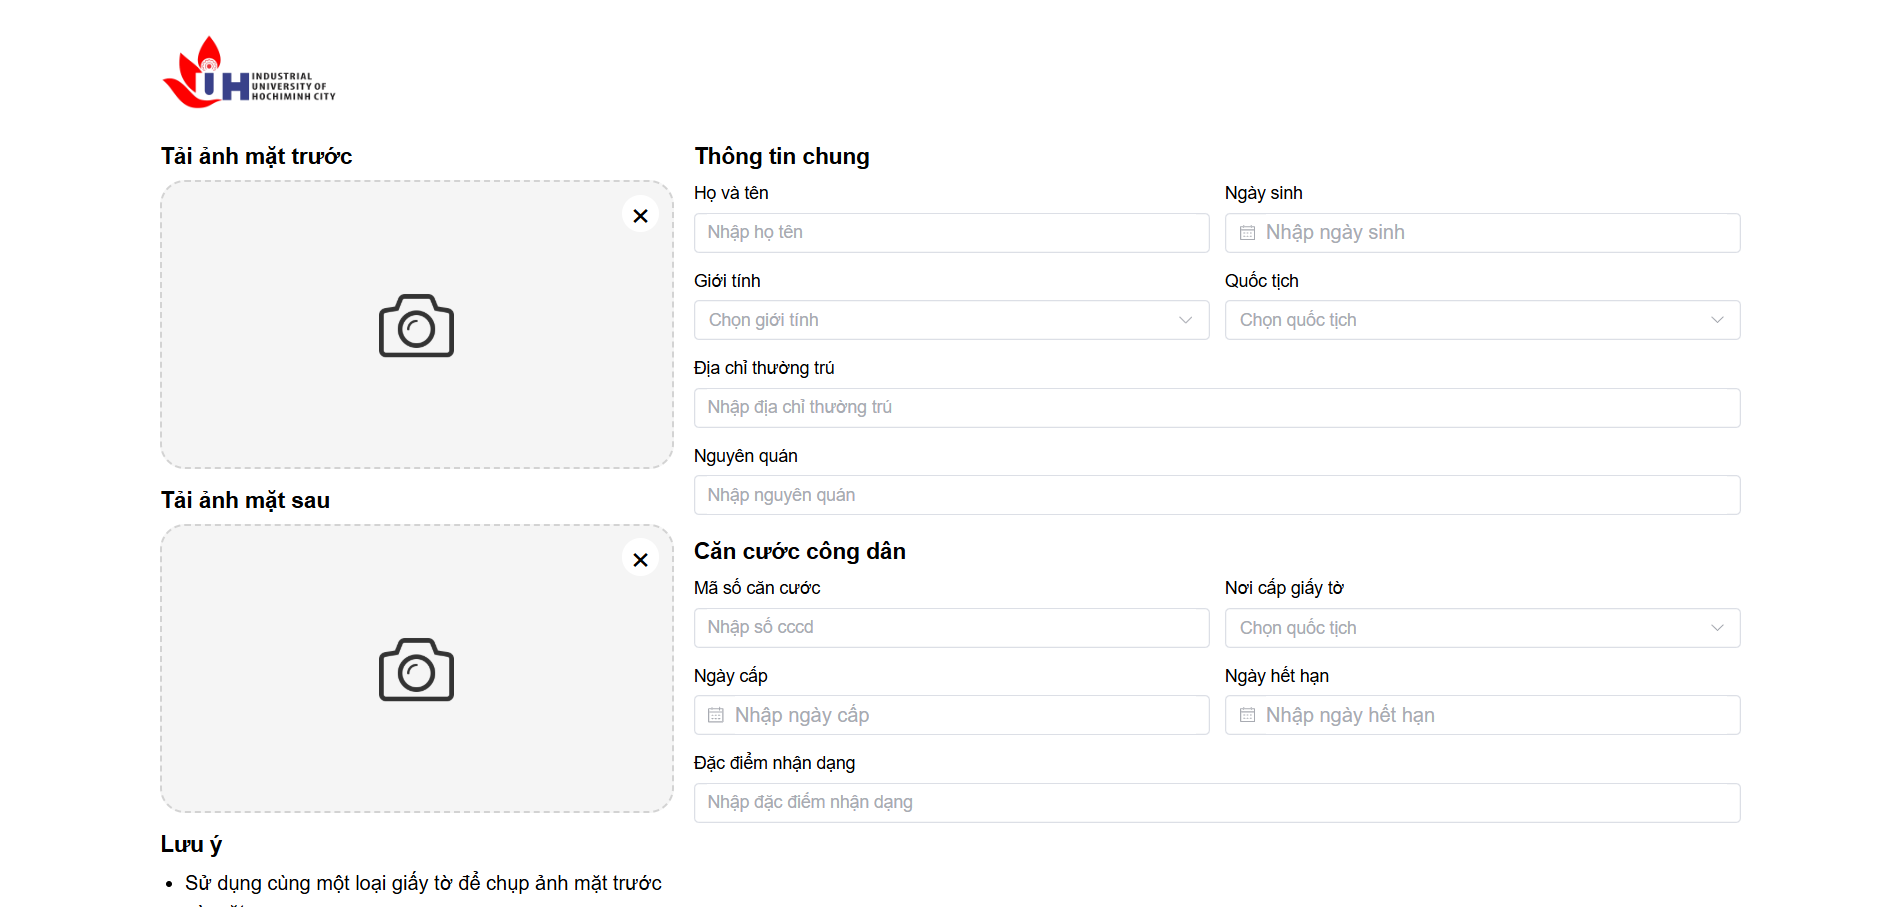 INDUSTRIAL
UNIVERSITY OF
HOCHIMINH CITY
Tải ảnh mặt trước
Tải ảnh mặt sau
Lưu ý
Sử dụng cùng một loại giấy tờ để chụp ảnh mặt trước
Thông tin chung
Họ và tên
Ngày sinh
Nhập họ tên
Nhập ngày sinh
Giới tính
Quốc tịch
Chọn giới tính
Chọn quốc tịch
Địa chỉ thường trú
Nhập địa chỉ thường trú
Nguyên quán
Nhập nguyên quán
Căn cước công dân
Mã số căn cước
Nơi cấp giấy tờ
Nhập số cccd
Chọn quốc tịch
Ngày cấp
Ngày hết hạn
Nhập ngày cấp
Nhập ngày hết hạn
Đặc điểm nhận dạng
Nhập đặc điểm nhận dạng